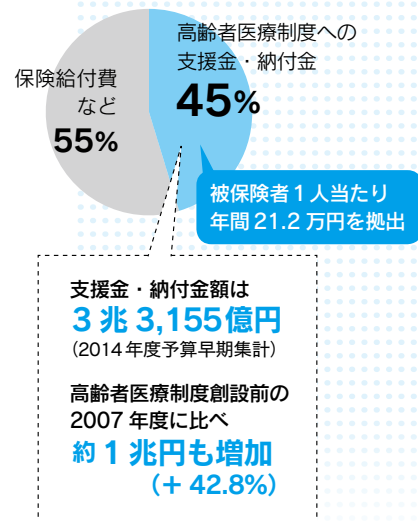 高齢者医療制度への
支援金・納付金
45%
保険給付費
など
55%
被保険者1人当たり
年間21.2万円を拠出
支援金・納付金額は
3兆3,155億円
(2014年度予算早期集計)
高齢者医療制度創設前の
2007年度に比べ
約1兆円も増加
(+42.8%)